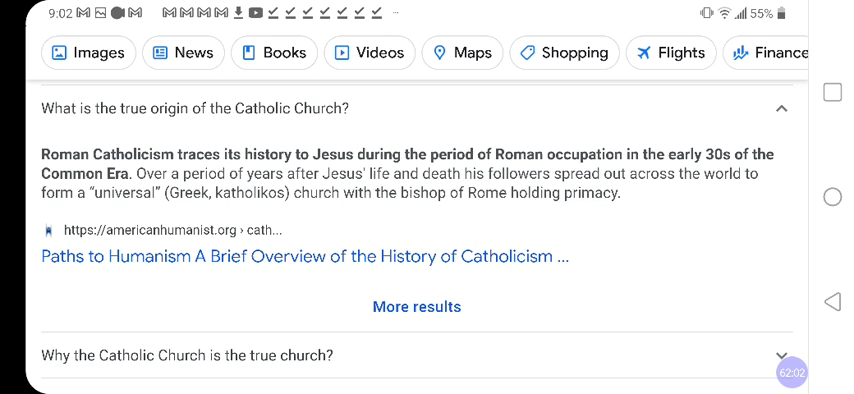 9:02
55%
Images
News
Books
Videos
Maps
Shopping
Flights
Finance
What is the true origin of the Catholic Church?
Roman Catholicism traces its history to Jesus during the period of Roman occupation in the early 30s of the
Common Era. Over a period of years after Jesus' life and death his followers spread out across the world to
form a “universal” (Greek, katholikos) church with the bishop of Rome holding primacy.
https://americanhumanist.org › cath...
Paths to Humanism A Brief Overview of the History of Catholicism ...
More results
Why the Catholic Church is the true church?
62:02